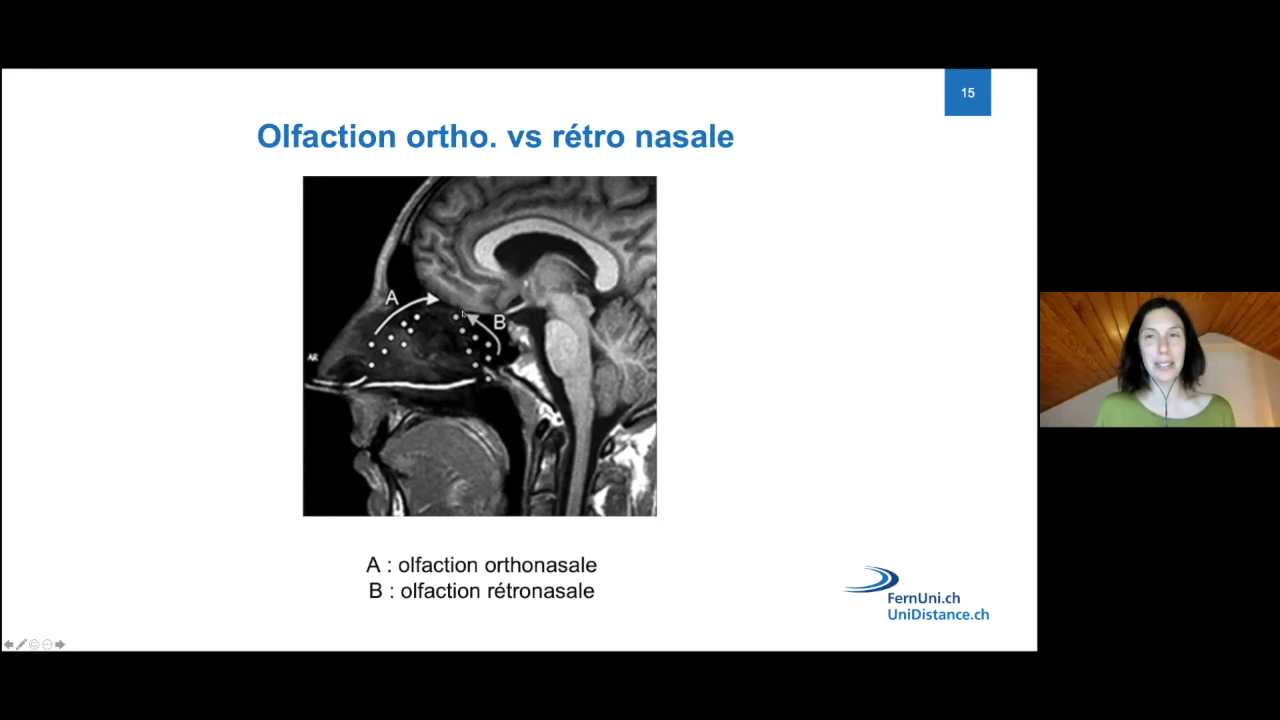 15
Olfaction ortho. vs rétro nasale
A
B
A : olfaction orthonasale
B : olfaction rétronasale
FernUni.ch
UniDistance.ch